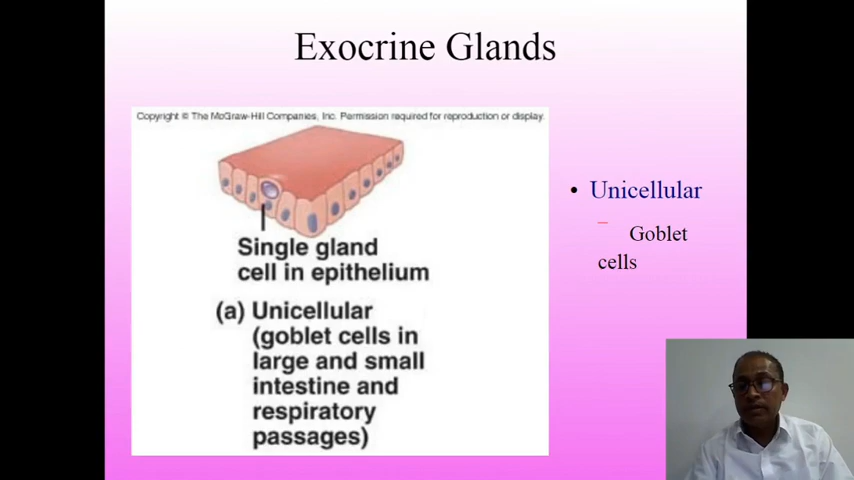 Exocrine Glands
Copyright © The McGraw-Hill Companies, Inc. Permission required for reproduction or display.
Single gland
cell in epithelium
(a) Unicellular
(goblet cells in
large and small
intestine and
respiratory
passages)
• Unicellular
– Goblet
cells